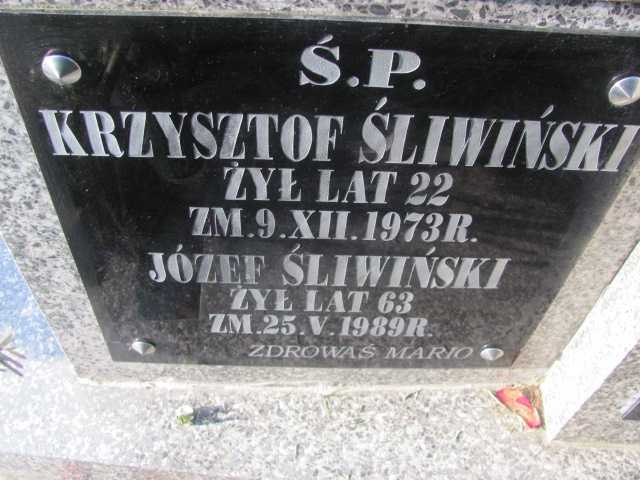 Ś.P.
KRZYSZTOF ŚLIWIŃSKI
ŻYŁ LAT 22
ZM.9.XII.1973R.
JÓZEF ŚLIWIŃSKI
ŻYŁ LAT 63
ZM.25.V.1989R.
ZDROWAŚ MARIO